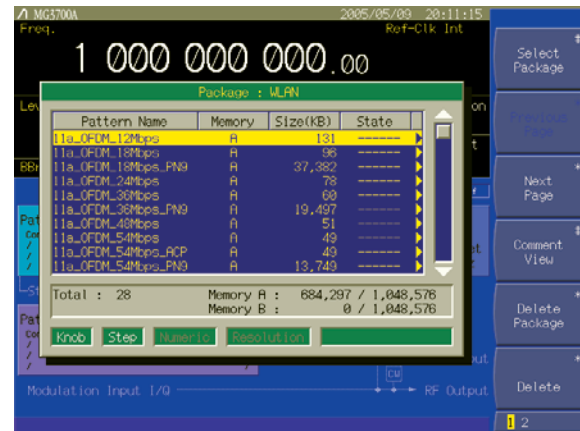 MG3700A 2005/05/09 20:11:15
Freq. Ref-Clk Int
1 000 000 000.00
Package : WLAN
Pattern Name Memory Size(KB) State
11a_OFDM_12Mbps A 131 ------
11a_OFDM_18Mbps A 96 ------
11a_OFDM_18Mbps_PN9 A 37,382 ------
11a_OFDM_24Mbps A 78 ------
11a_OFDM_36Mbps A 60 ------
11a_OFDM_36Mbps_PN9 A 19,497 ------
11a_OFDM_48Mbps A 51 ------
11a_OFDM_54Mbps A 49 ------
11a_OFDM_54Mbps_ACP A 49 ------
11a_OFDM_54Mbps_PN9 A 13,749 ------
Total : 28 Memory A : 684,297 / 1,048,576
Memory B : 0 / 1,048,576
Knob Step Numeric Resolution
Modulation Input I/Q CW RF Output
Select
Package
Previous
Page
Next
Page
Comment
View
Delete
Package
Delete
1 2